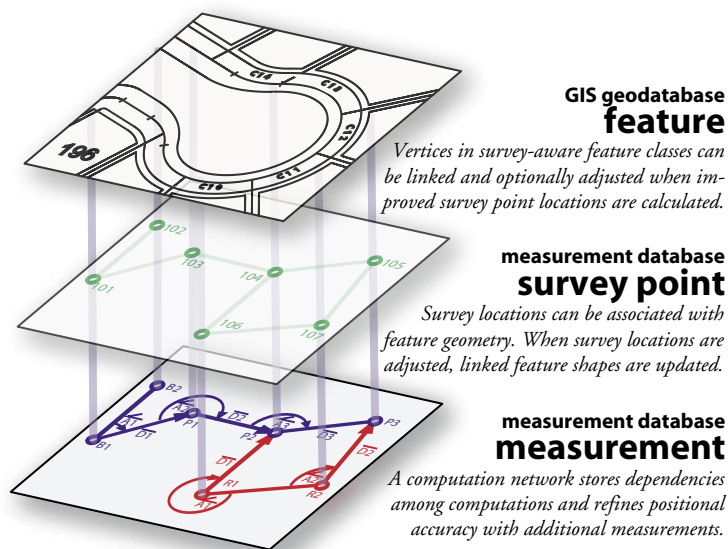 GIS geodatabase
feature
Vertices in survey-aware feature classes can
be linked and optionally adjusted when im-
proved survey point locations are calculated.
C14
C13
C12
C11
C10
196
measurement database
survey point
Survey locations can be associated with
feature geometry. When survey locations are
adjusted, linked feature shapes are updated.
102
103
104
105
101
106
107
measurement database
measurement
A computation network stores dependencies
among computations and refines positional
accuracy with additional measurements.
B2
A2
D2
A1
D1
P1
B1
A3
P2
D3
P3
D1
D2
R1
A2
R2
A1